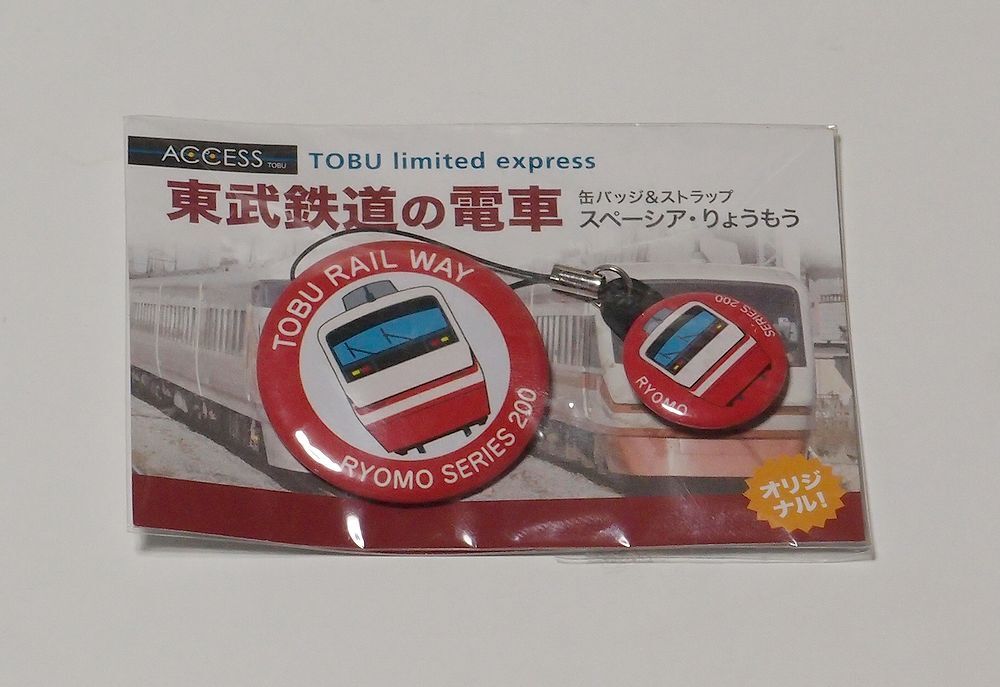 ACCESS TOBU
TOBU limited express
東武鉄道の電車
缶バッジ&ストラップ
スペーシア・りょうもう
TOBU RAIL WAY
RYOMO SERIES 200
SERIES 200
RYOMO
オリジ
ナル!